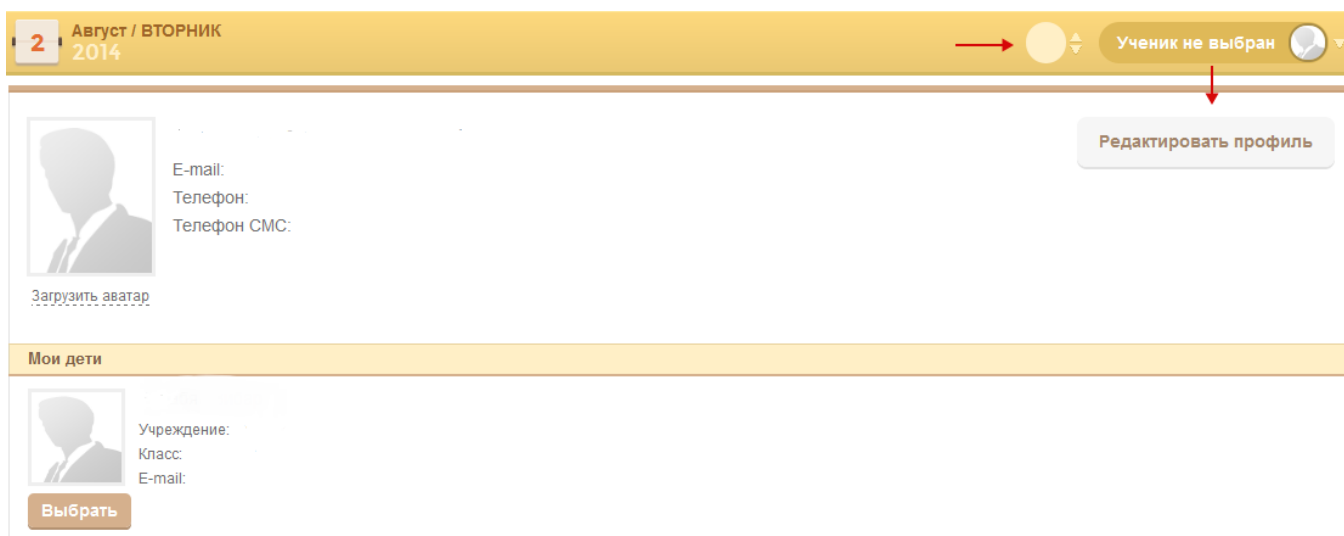 2
Август / ВТОРНИК
2014
Ученик не выбран
Редактировать профиль
E-mail:
Телефон:
Телефон СМС:
Загрузить аватар
Мои дети
Учреждение:
Класс:
E-mail:
Выбрать